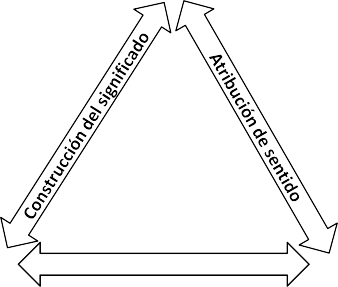 Construcción del significado
Atribución de sentido